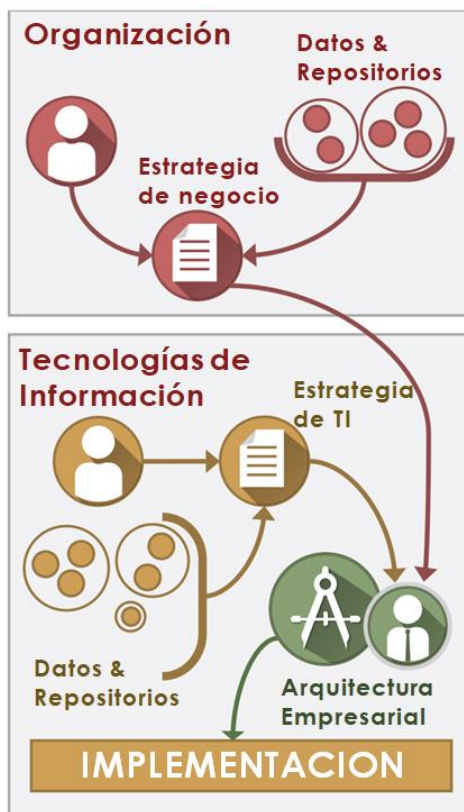 Organización
Datos &
Repositorios
Estrategia
de negocio
Tecnologías de
Información
Estrategia
de TI
Datos &
Repositorios
Arquitectura
Empresarial
IMPLEMENTACION